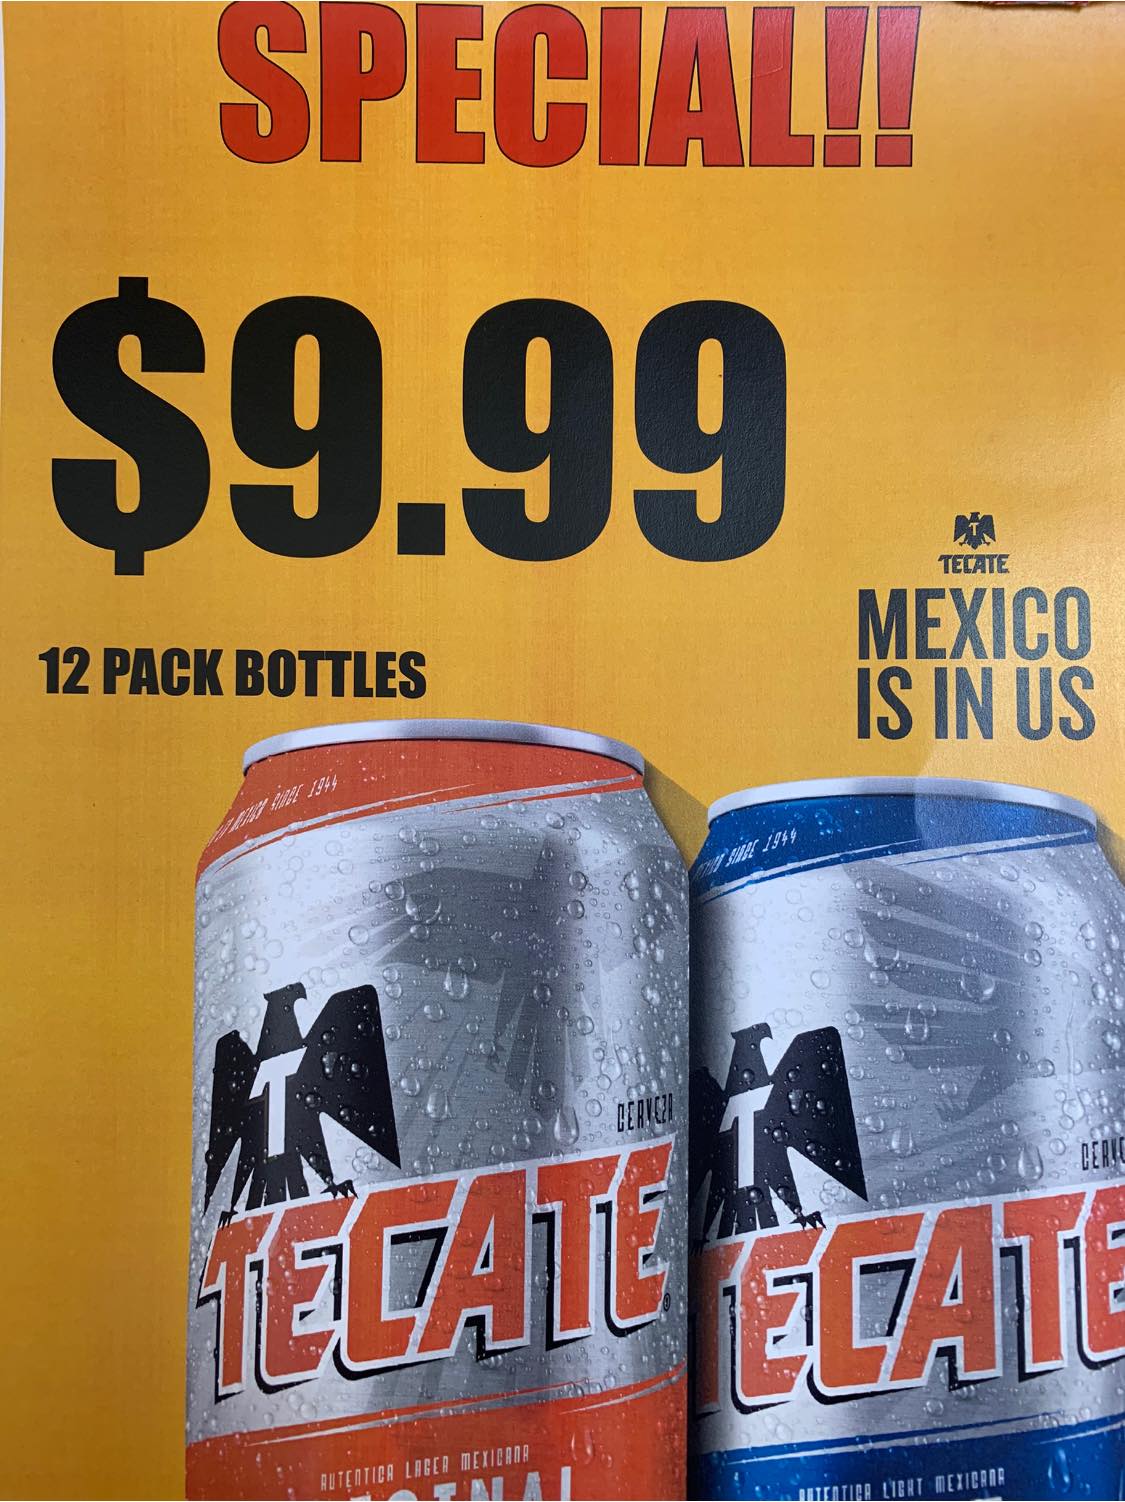 SPECIAL!!
$9.99
TECATE
MEXICO
IS IN US
12 PACK BOTTLES
MEXICO SINCE 1944
SINCE 1944
T
T
CERVEZA
TECATE
TECATE
AUTENTICA LAGER MEXICANA
AUTENTICA LIGHT MEXICANA